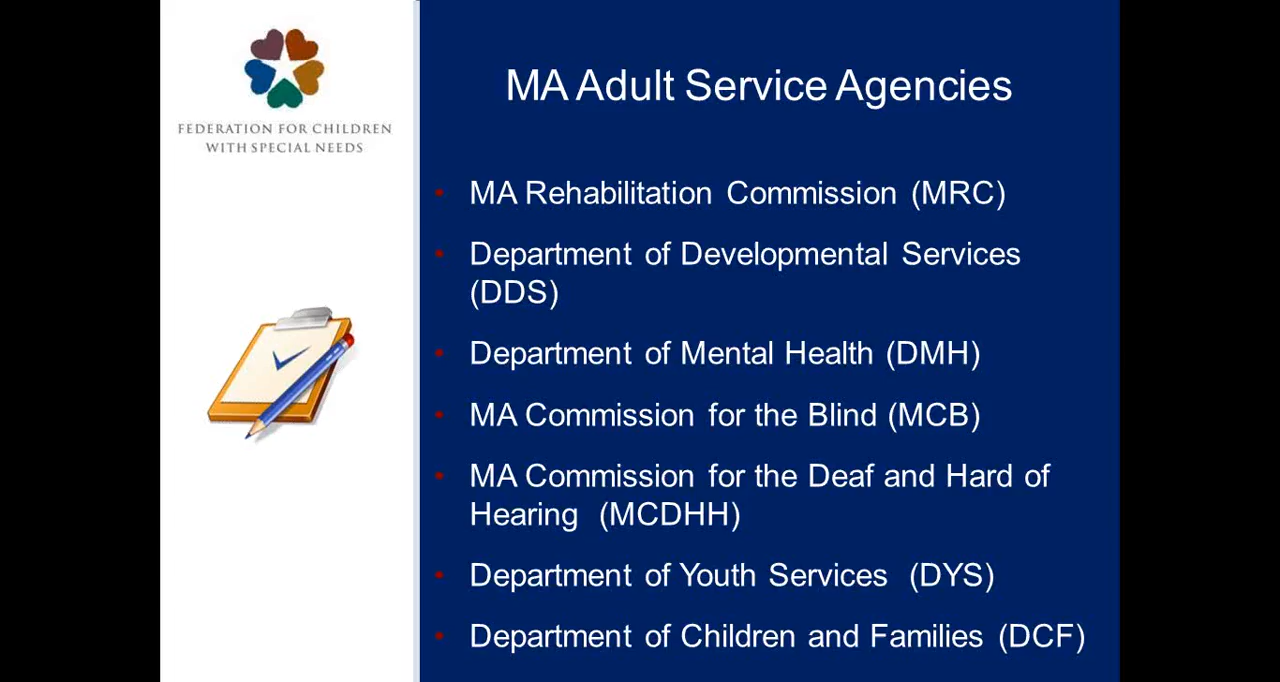 FEDERATION FOR CHILDREN
WITH SPECIAL NEEDS
MA Adult Service Agencies
• MA Rehabilitation Commission (MRC)
• Department of Developmental Services
(DDS)
• Department of Mental Health (DMH)
• MA Commission for the Blind (MCB)
• MA Commission for the Deaf and Hard of
Hearing (MCDHH)
• Department of Youth Services (DYS)
• Department of Children and Families (DCF)